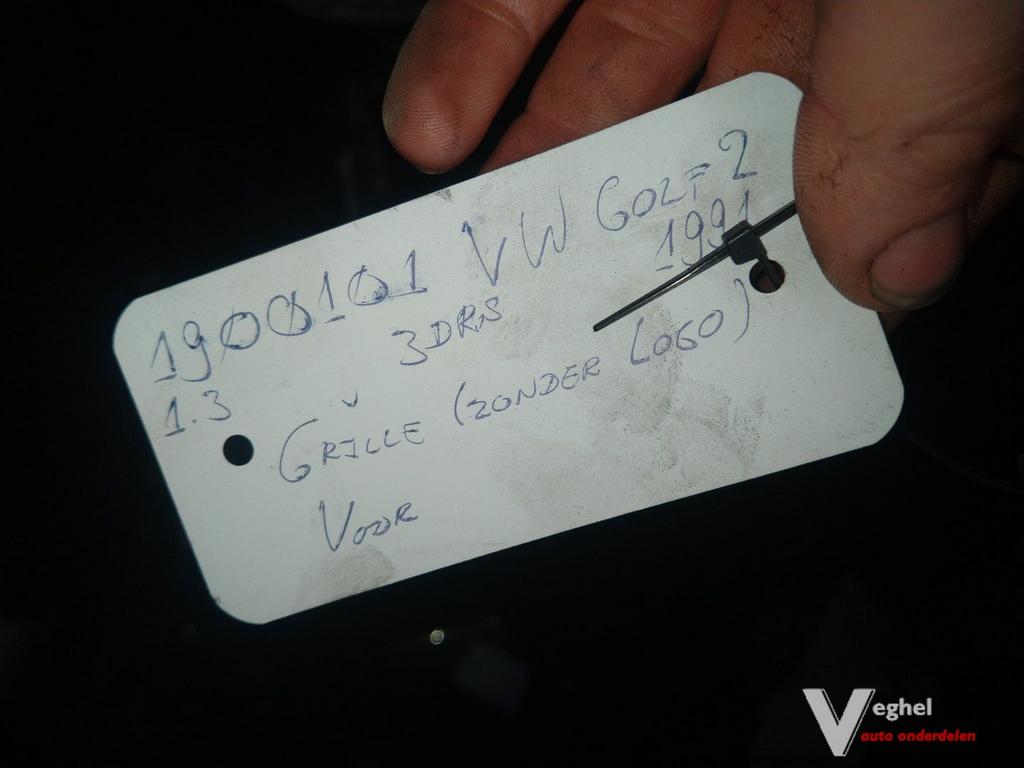 1900101 VW GOLF 2
1.3 3DRS 1991
GRILLE (ZONDER LOGO)
VOOR
Veghel
auto onderdelen